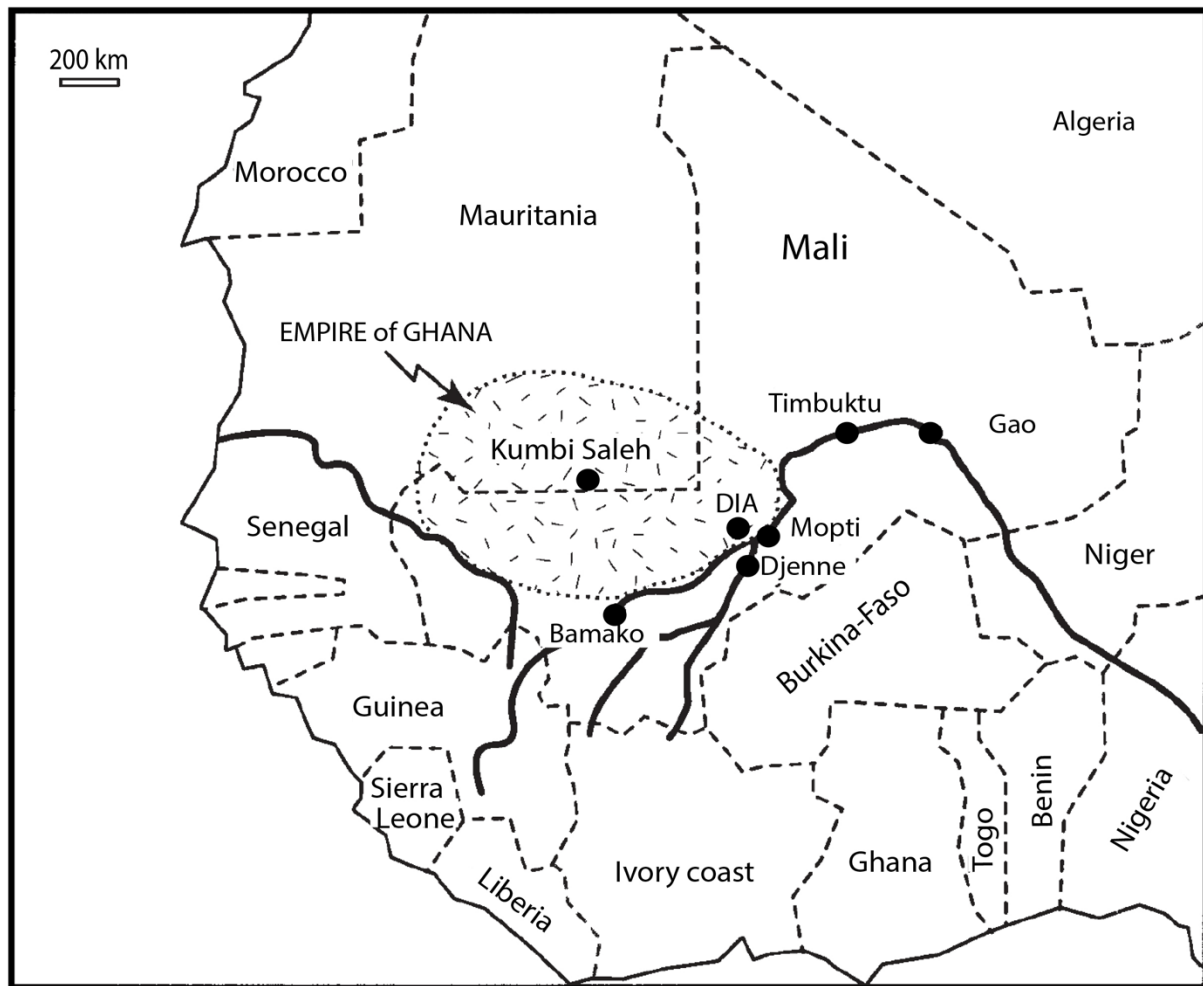 200 km
Algeria
Morocco
Mauritania
Mali
EMPIRE of GHANA
Timbuktu
Gao
Kumbi Saleh
DIA
Senegal
Mopti
Niger
Djenne
Bamako
Burkina-Faso
Guinea
Sierra
Leone
Liberia
Ivory coast
Ghana
Togo
Benin
Nigeria